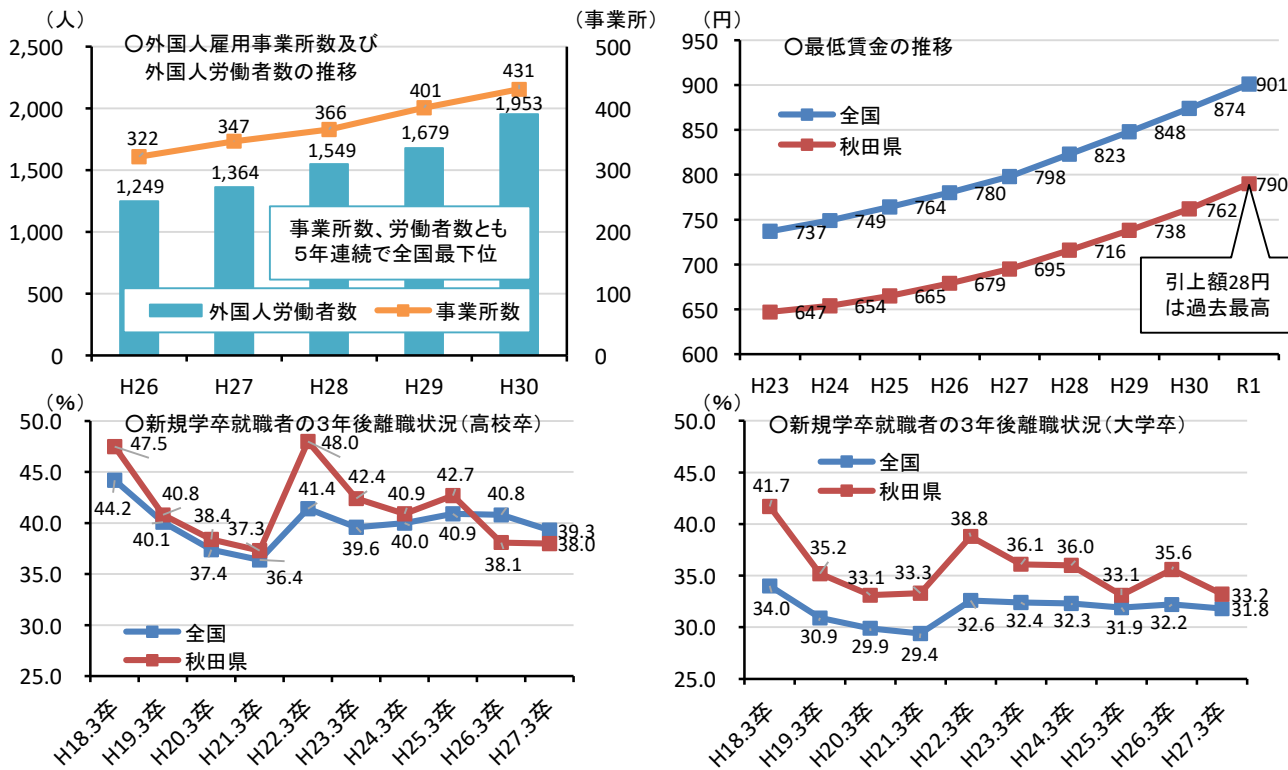 （人）
（事業所）
〇外国人雇用事業所数及び
外国人労働者数の推移
2,500
2,000
1,500
1,000
500
0
500
400
300
200
100
0
322
347
366
401
431
1,249
1,364
1,549
1,679
1,953
事業所数、労働者数とも
５年連続で全国最下位
外国人労働者数
事業所数
H26
H27
H28
H29
H30
（円）
〇最低賃金の推移
950
900
850
800
750
700
650
600
全国
秋田県
737
749
764
780
798
823
848
874
901
647
654
665
679
695
716
738
762
790
引上額28円
は過去最高
H23
H24
H25
H26
H27
H28
H29
H30
R1
（%）
〇新規学卒就職者の３年後離職状況（高校卒）
50.0
45.0
40.0
35.0
30.0
25.0
47.5
40.8
38.4
37.3
48.0
42.4
40.9
42.7
38.1
38.0
44.2
40.1
37.4
36.4
41.4
39.6
40.0
40.9
40.8
39.3
全国
秋田県
H18.3卒
H19.3卒
H20.3卒
H21.3卒
H22.3卒
H23.3卒
H24.3卒
H25.3卒
H26.3卒
H27.3卒
（%）
〇新規学卒就職者の３年後離職状況（大学卒）
50.0
45.0
40.0
35.0
30.0
25.0
全国
秋田県
41.7
35.2
33.1
33.3
38.8
36.1
36.0
33.1
35.6
33.2
34.0
30.9
29.9
29.4
32.6
32.4
32.3
31.9
32.2
31.8
H18.3卒
H19.3卒
H20.3卒
H21.3卒
H22.3卒
H23.3卒
H24.3卒
H25.3卒
H26.3卒
H27.3卒